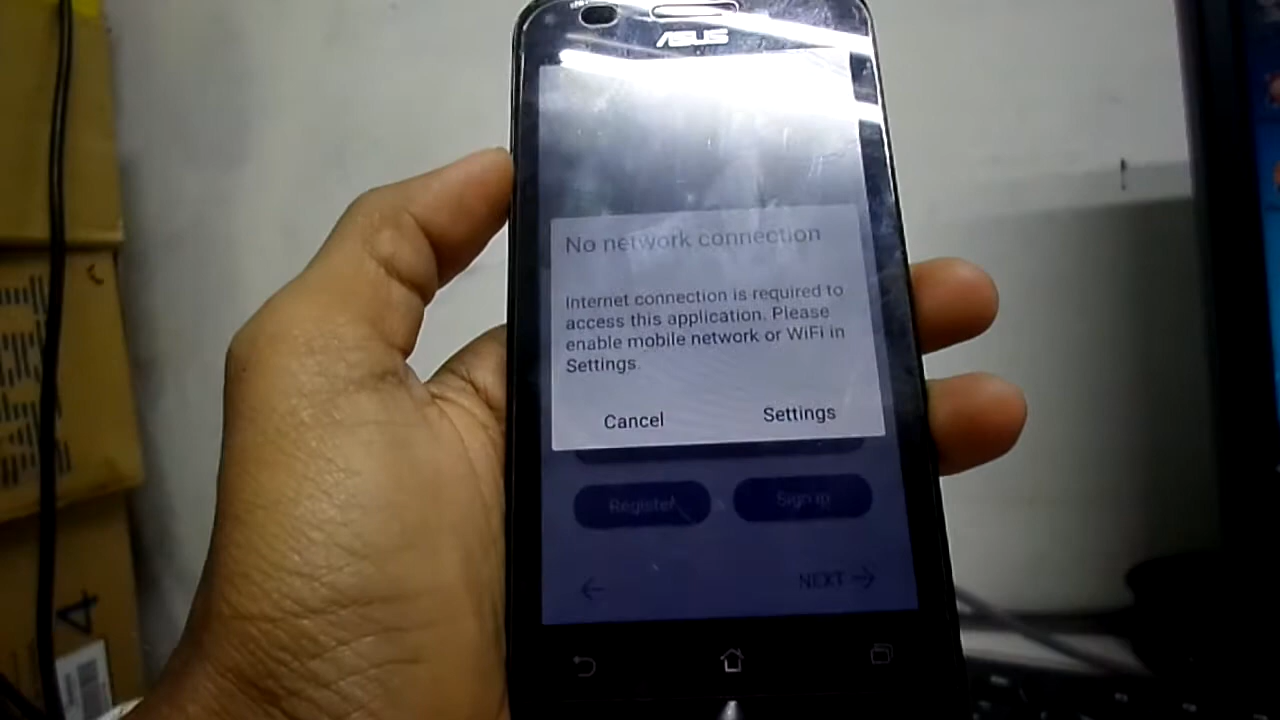 ASUS
No network connection
Internet connection is required to
access this application. Please
enable mobile network or WiFi in
Settings.
Cancel
Settings
Register
Sign in
NEXT
4